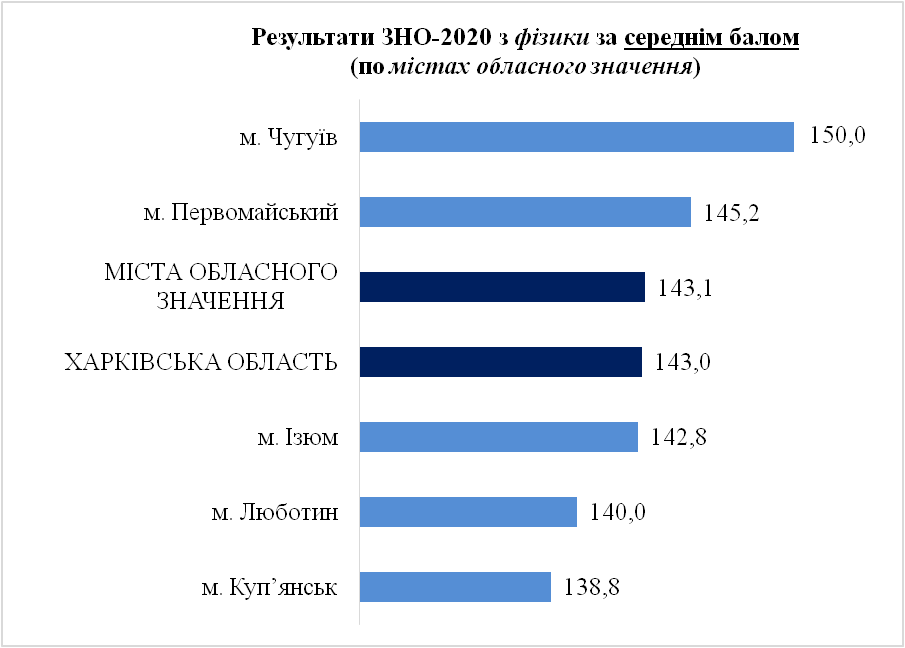 Результати ЗНО-2020 з фізики за середнім балом
(по містах обласного значення)
м. Чугуїв 150,0
м. Первомайський 145,2
МІСТА ОБЛАСНОГО
ЗНАЧЕННЯ 143,1
ХАРКІВСЬКА ОБЛАСТЬ 143,0
м. Ізюм 142,8
м. Люботин 140,0
м. Куп’янськ 138,8